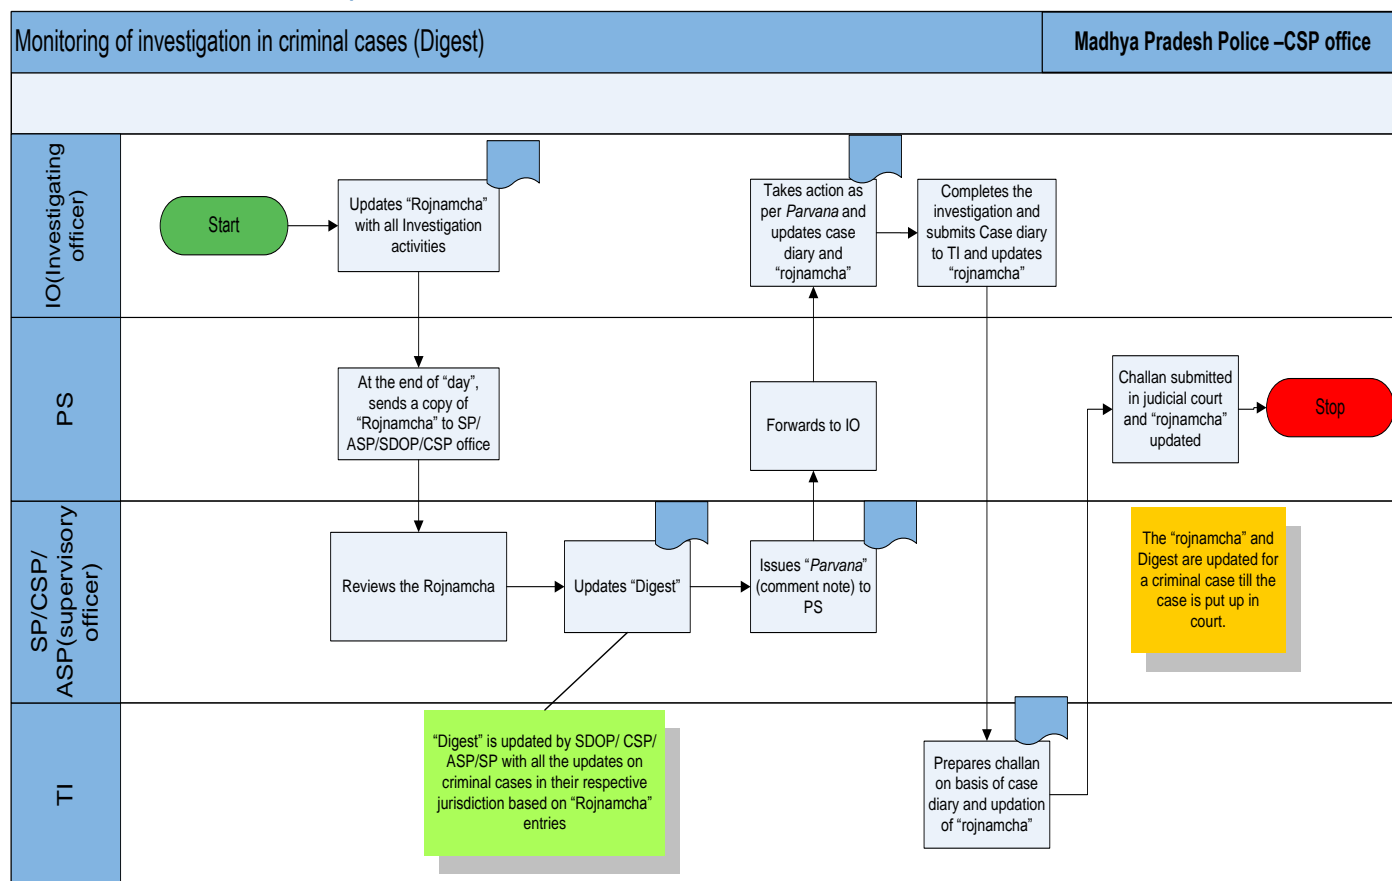 Monitoring of investigation in criminal cases (Digest)
Madhya Pradesh Police –CSP office
IO(Investigating
officer)
Start
Updates “Rojnamcha”
with all Investigation
activities
Takes action as
per Parvana and
updates case
diary and
“rojnamcha”
Completes the
investigation and
submits Case diary
to TI and updates
“rojnamcha”
PS
At the end of “day”,
sends a copy of
“Rojnamcha” to SP/
ASP/SDOP/CSP office
Forwards to IO
Challan submitted
in judicial court
and “rojnamcha”
updated
Stop
SP/CSP/
ASP(supervisory
officer)
Reviews the Rojnamcha
Updates “Digest”
Issues “Parvana”
(comment note) to
PS
The “rojnamcha” and
Digest are updated for
a criminal case till the
case is put up in
court.
TI
“Digest” is updated by SDOP/ CSP/
ASP/SP with all the updates on
criminal cases in their respective
jurisdiction based on “Rojnamcha”
entries
Prepares challan
on basis of case
diary and updation
of “rojnamcha”